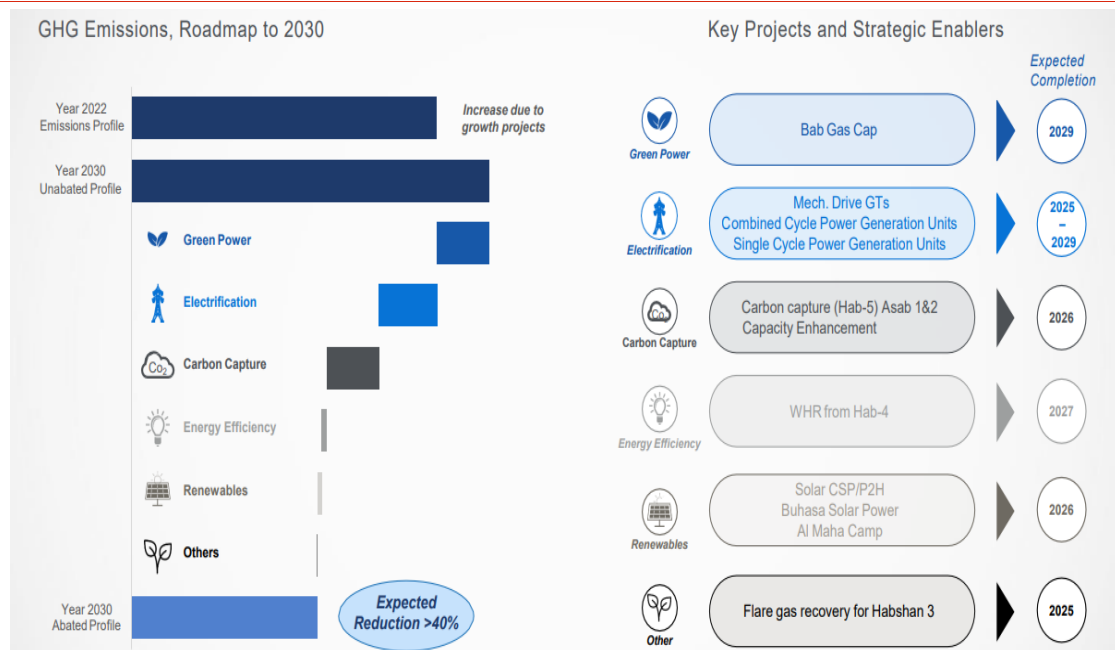 GHG Emissions, Roadmap to 2030
Year 2022
Emissions Profile
Increase due to
growth projects
Year 2030
Unabated Profile
Green Power
Electrification
CO2
Carbon Capture
Energy Efficiency
Renewables
Others
Year 2030
Abated Profile
Expected
Reduction >40%
Key Projects and Strategic Enablers
Expected
Completion
Green Power
Bab Gas Cap
2029
Electrification
Mech. Drive GTs
Combined Cycle Power Generation Units
Single Cycle Power Generation Units
2025
–
2029
CO2
Carbon Capture
Carbon capture (Hab-5) Asab 1&2
Capacity Enhancement
2026
Energy Efficiency
WHR from Hab-4
2027
Renewables
Solar CSP/P2H
Buhasa Solar Power
Al Maha Camp
2026
Other
Flare gas recovery for Habshan 3
2025